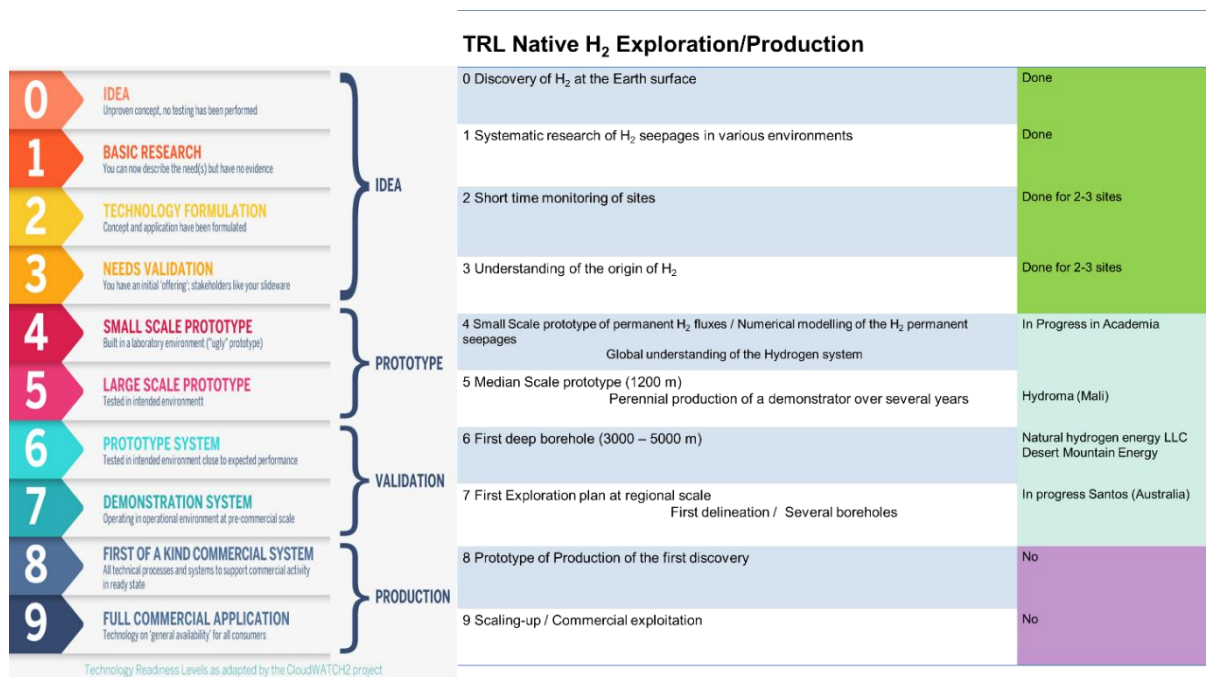 TRL Native H₂ Exploration/Production
0
IDEA
Unproven concept, no testing has been performed
1
BASIC RESEARCH
You can now describe the need(s) but have no evidence
2
TECHNOLOGY FORMULATION
Concept and application have been formulated
3
NEEDS VALIDATION
You have an initial 'offering'; stakeholders like your slideware
IDEA
4
SMALL SCALE PROTOTYPE
Built in a laboratory environment ("ugly" prototype)
5
LARGE SCALE PROTOTYPE
Tested in intended environmentt
PROTOTYPE
6
PROTOTYPE SYSTEM
Tested in intended environment close to expected performance
7
DEMONSTRATION SYSTEM
Operating in operational environment at pre-commercial scale
VALIDATION
8
FIRST OF A KIND COMMERCIAL SYSTEM
All technical processes and systems to support commercial activity
in ready state
9
FULL COMMERCIAL APPLICATION
Technology on 'general availability' for all consumers
PRODUCTION
Technology Readiness Levels as adapted by the CloudWATCH2 project
0 Discovery of H₂ at the Earth surface
Done
1 Systematic research of H₂ seepages in various environments
Done
2 Short time monitoring of sites
Done for 2-3 sites
3 Understanding of the origin of H₂
Done for 2-3 sites
4 Small Scale prototype of permanent H₂ fluxes / Numerical modelling of the H₂ permanent
seepages
Global understanding of the Hydrogen system
In Progress in Academia
5 Median Scale prototype (1200 m)
Perennial production of a demonstrator over several years
Hydroma (Mali)
6 First deep borehole (3000 – 5000 m)
Natural hydrogen energy LLC
Desert Mountain Energy
7 First Exploration plan at regional scale
First delineation / Several boreholes
In progress Santos (Australia)
8 Prototype of Production of the first discovery
No
9 Scaling-up / Commercial exploitation
No